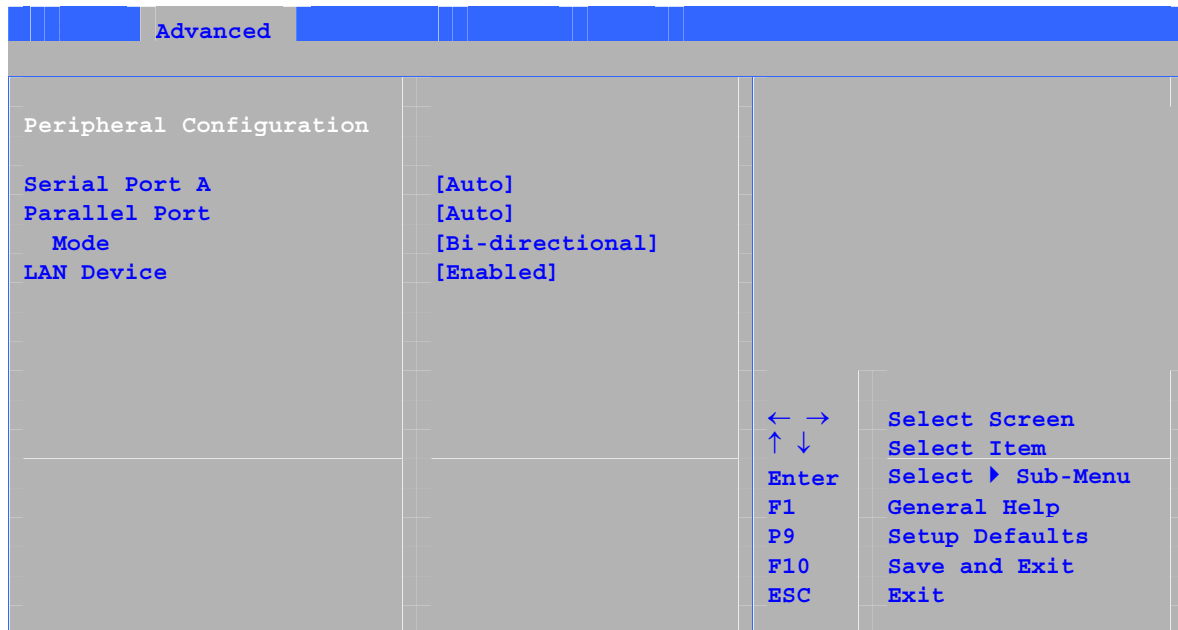 Advanced
Peripheral Configuration
Serial Port A [Auto]
Parallel Port [Auto]
Mode [Bi-directional]
LAN Device [Enabled]
← → Select Screen
↑ ↓ Select Item
Enter Select ▶ Sub-Menu
F1 General Help
P9 Setup Defaults
F10 Save and Exit
ESC Exit